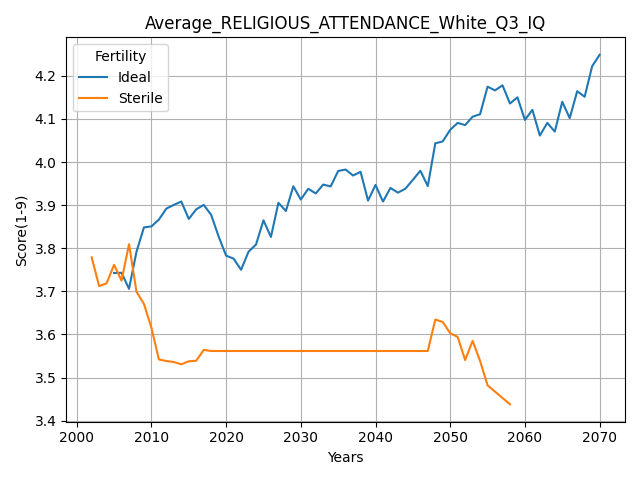 Average_RELIGIOUS_ATTENDANCE_White_Q3_IQ
Fertility
Ideal
Sterile
Score(1-9)
4.2
4.1
4.0
3.9
3.8
3.7
3.6
3.5
3.4
2000 2010 2020 2030 2040 2050 2060 2070
Years